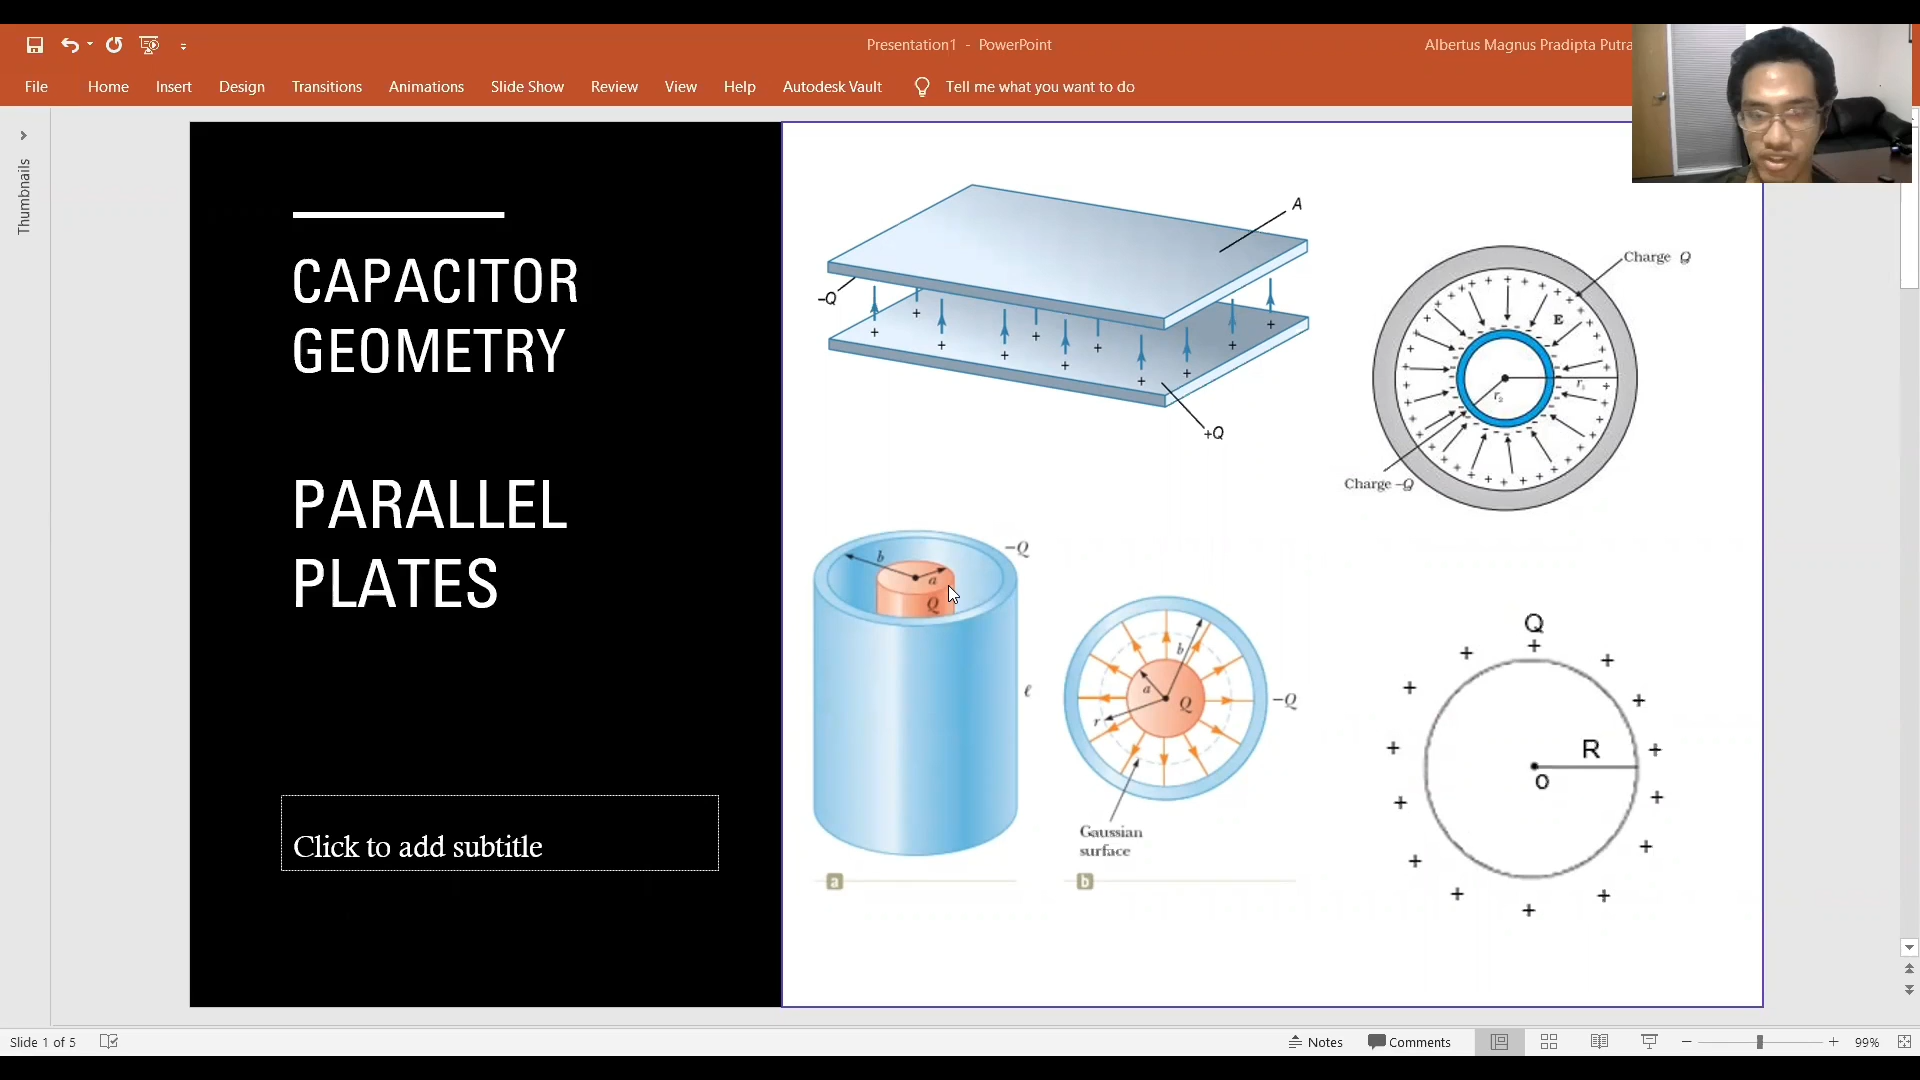 Presentation1 - PowerPoint
Albertus Magnus Pradipta Putra
File Home Insert Design Transitions Animations Slide Show Review View Help Autodesk Vault Tell me what you want to do
Thumbnails
CAPACITOR
GEOMETRY
PARALLEL
PLATES
Click to add subtitle
A
-Q
+ + + + + + + + + + +
+Q
Charge Q
E
r₁
r₂
Charge -Q
b
a
Q
-Q
ℓ
a
b
a
Q
r
-Q
Gaussian
surface
b
Q
R
O
Slide 1 of 5
Notes
Comments
99%